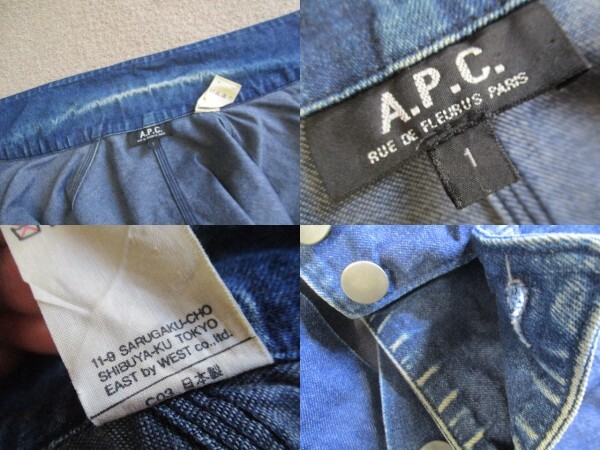 A.P.C.
A.P.C.
RUE DE FLEURUS PARIS
1
11-9 SARUGAKU-CHO
SHIBUYA-KU TOKYO
EAST by WEST co.,ltd.
C03 日本製